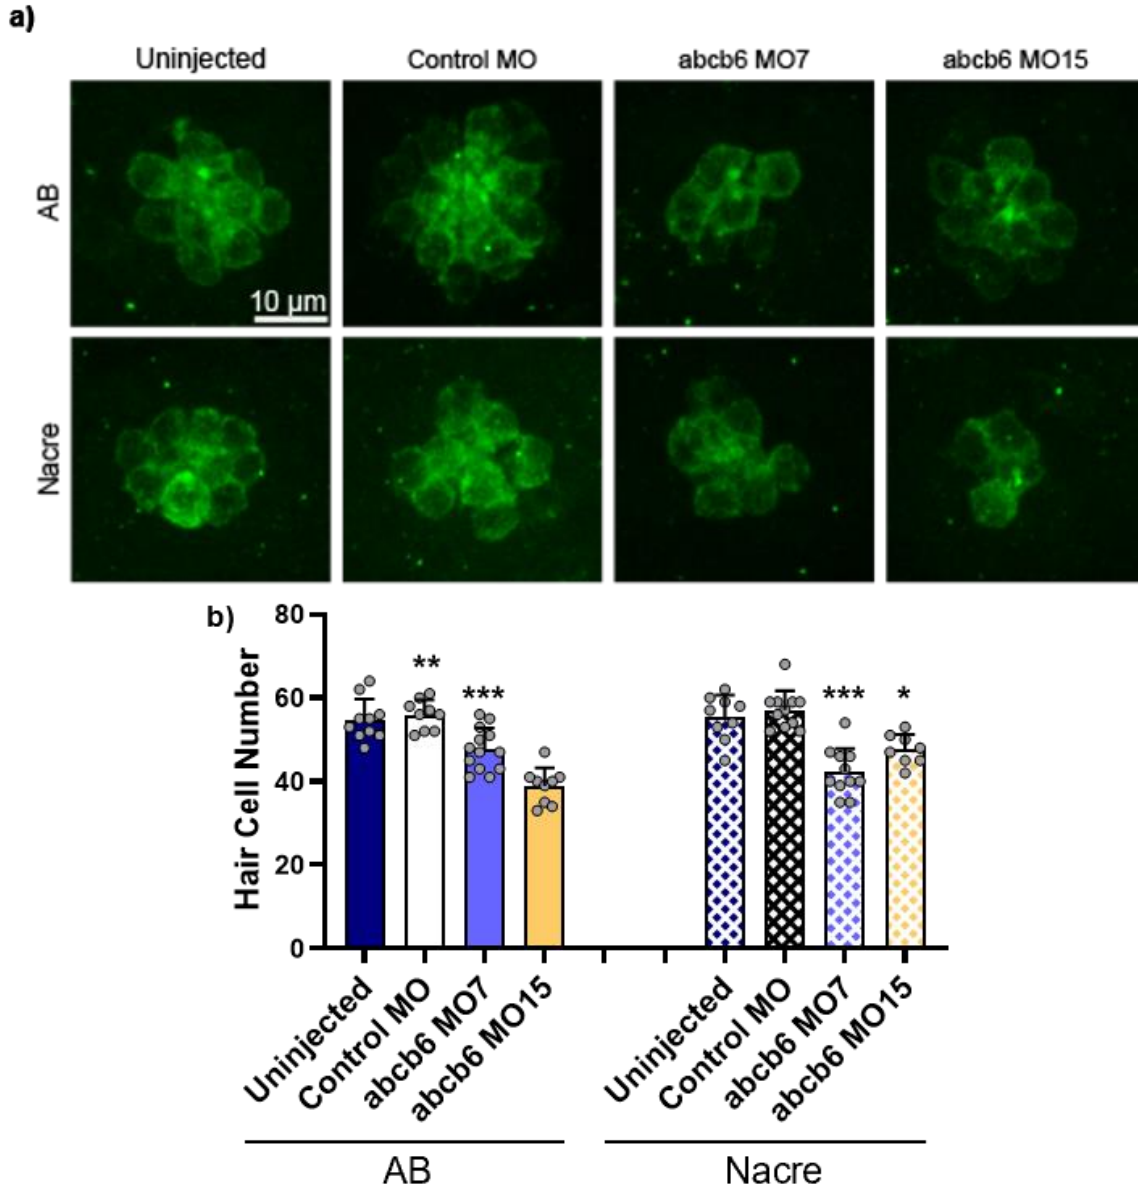 a)
Uninjected Control MO abcb6 MO7 abcb6 MO15
AB
10 µm
Nacre
b)
Hair Cell Number
80
60
40
20
0
** *** *** *
Uninjected
Control MO
abcb6 MO7
abcb6 MO15
Uninjected
Control MO
abcb6 MO7
abcb6 MO15
AB Nacre